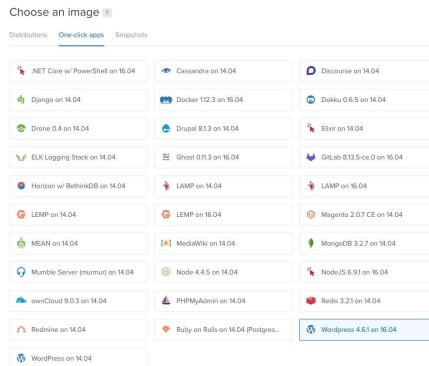 Choose an image ?
Distributions One-click apps Snapshots
.NET Core w/ PowerShell on 16.04 Cassandra on 14.04 Discourse on 14.04
Django on 14.04 Docker 1.12.3 on 16.04 Dokku 0.6.5 on 14.04
Drone 0.4 on 14.04 Drupal 8.1.3 on 14.04 Elixir on 14.04
ELK Logging Stack on 14.04 Ghost 0.11.3 on 16.04 GitLab 8.13.5-ce.0 on 16.04
Horizon w/ RethinkDB on 14.04 LAMP on 14.04 LAMP on 16.04
LEMP on 14.04 LEMP on 16.04 Magento 2.0.7 CE on 14.04
MEAN on 14.04 MediaWiki on 14.04 MongoDB 3.2.7 on 14.04
Mumble Server (murmur) on 14.04 Node 4.4.5 on 14.04 NodeJS 6.9.1 on 16.04
ownCloud 9.0.3 on 14.04 PHPMyAdmin on 14.04 Redis 3.2.1 on 14.04
Redmine on 14.04 Ruby on Rails on 14.04 (Postgres... Wordpress 4.6.1 on 16.04
WordPress on 14.04